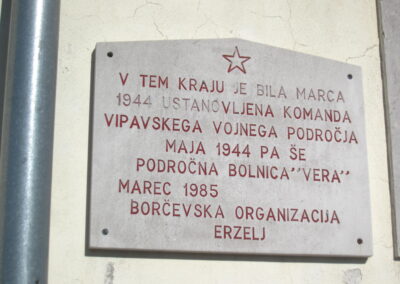 V TEM KRAJU JE BILA MARCA
1944 USTANOVLJENA KOMANDA
VIPAVSKEGA VOJNEGA PODROČJA
MAJA 1944 PA ŠE
PODROČNA BOLNICA''VERA''
MAREC 1985
BORČEVSKA ORGANIZACIJA
ERZELJ